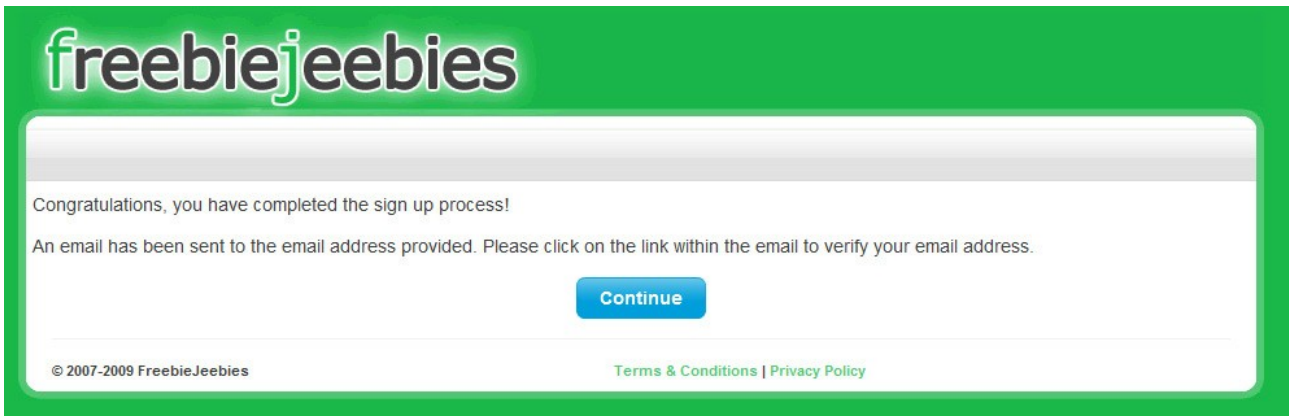 freebiejeebies
Congratulations, you have completed the sign up process!
An email has been sent to the email address provided. Please click on the link within the email to verify your email address.
Continue
© 2007-2009 FreebieJeebies
Terms & Conditions | Privacy Policy